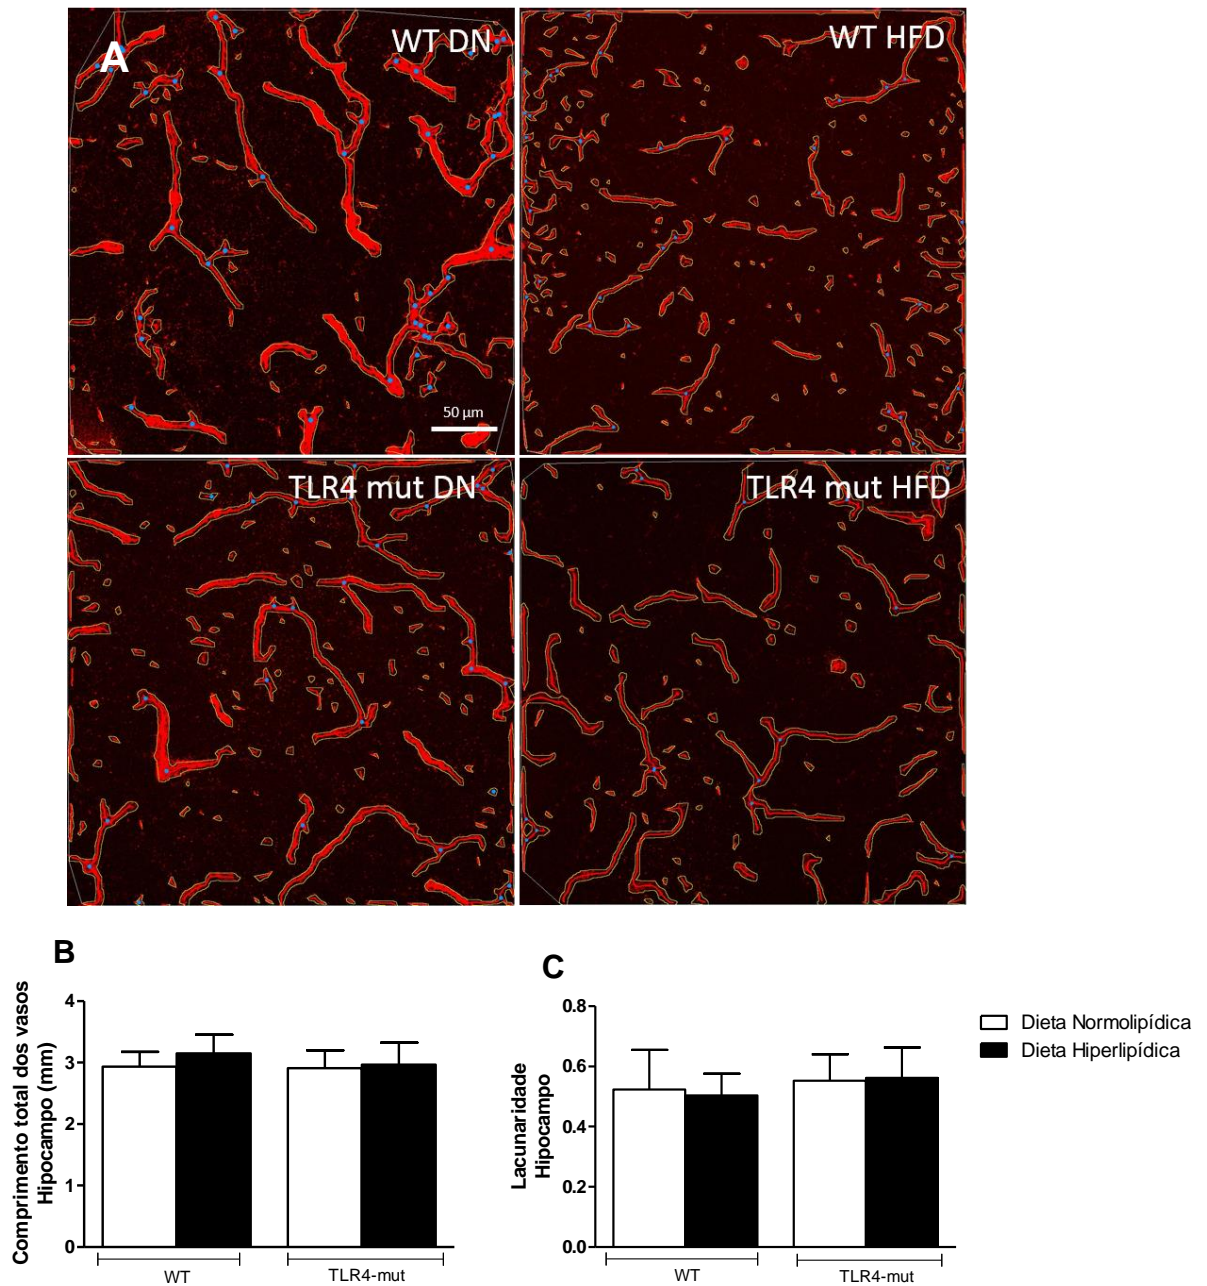 A
WT DN
WT HFD
50 µm
TLR4 mut DN
TLR4 mut HFD
B
Comprimento total dos vasos
Hipocampo (mm)
4
3
2
1
0
WT
TLR4-mut
C
Lacunaridade
Hipocampo
0.8
0.6
0.4
0.2
0.0
WT
TLR4-mut
Dieta Normolipídica
Dieta Hiperlipídica